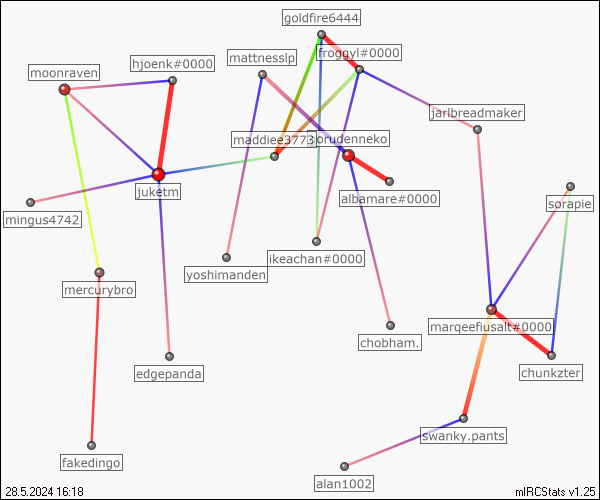 goldfire6444
froggyl#0000
mattnesslp
hjoenk#0000
moonraven
jarlbreadmaker
maddiee3773
orudenneko
juketm
albamare#0000
sorapie
mingus4742
ikeachan#0000
yoshimanden
mercurybro
marqeefiusalt#0000
chobham.
edgepanda
chunkzter
swanky.pants
fakedingo
alan1002
28.5.2024 16:18
mIRCStats v1.25